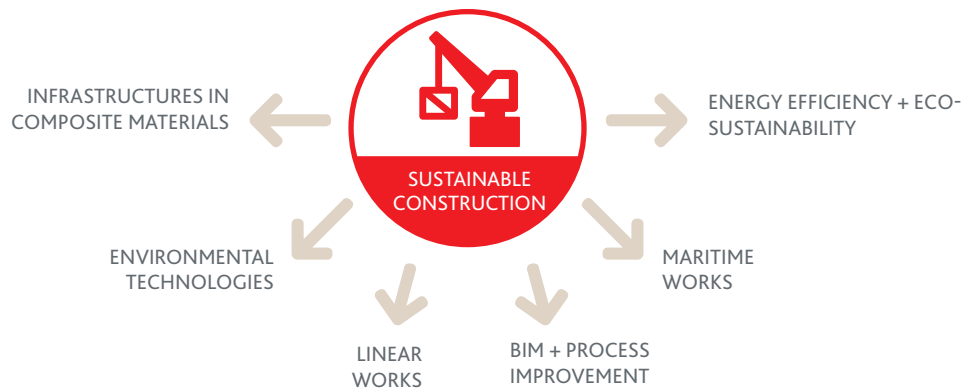 INFRASTRUCTURES IN
COMPOSITE MATERIALS
ENERGY EFFICIENCY + ECO-
SUSTAINABILITY
SUSTAINABLE
CONSTRUCTION
ENVIRONMENTAL
TECHNOLOGIES
MARITIME
WORKS
LINEAR
WORKS
BIM + PROCESS
IMPROVEMENT